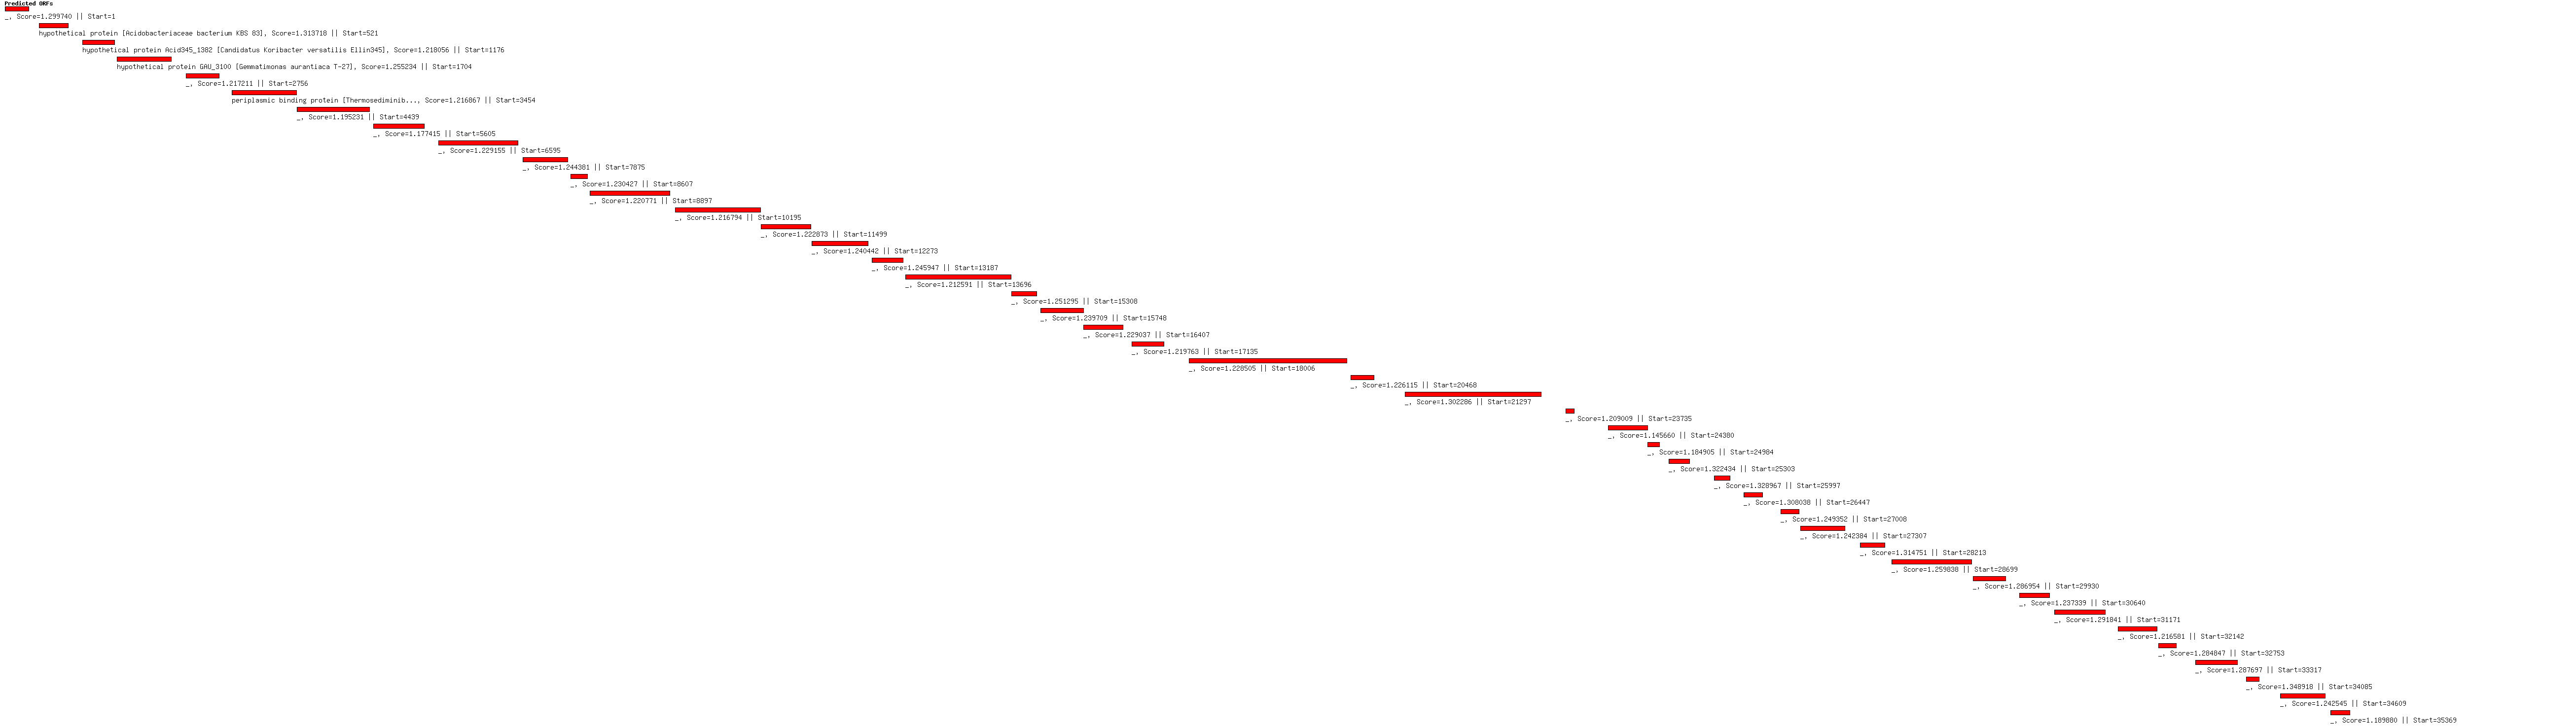 Predicted ORFs
_, Score=1.299740 || Start=1
hypothetical protein [Acidobacteriaceae bacterium KBS 83], Score=1.313718 || Start=521
hypothetical protein Acid345_1382 [Candidatus Koribacter versatilis Ellin345], Score=1.218056 || Start=1176
hypothetical protein GAU_3100 [Gemmatimonas aurantiaca T-27], Score=1.255234 || Start=1704
_, Score=1.217211 || Start=2756
periplasmic binding protein [Thermosediminib..., Score=1.216867 || Start=3454
_, Score=1.195231 || Start=4439
_, Score=1.177415 || Start=5605
_, Score=1.229155 || Start=6595
_, Score=1.244381 || Start=7875
_, Score=1.230427 || Start=8607
_, Score=1.220771 || Start=8897
_, Score=1.216794 || Start=10195
_, Score=1.222873 || Start=11499
_, Score=1.240442 || Start=12273
_, Score=1.245947 || Start=13187
_, Score=1.212591 || Start=13696
_, Score=1.251295 || Start=15308
_, Score=1.239709 || Start=15748
_, Score=1.229037 || Start=16407
_, Score=1.219763 || Start=17135
_, Score=1.228505 || Start=18006
_, Score=1.226115 || Start=20468
_, Score=1.302286 || Start=21297
_, Score=1.209009 || Start=23735
_, Score=1.145660 || Start=24380
_, Score=1.184905 || Start=24984
_, Score=1.322434 || Start=25303
_, Score=1.328967 || Start=25997
_, Score=1.308038 || Start=26447
_, Score=1.249352 || Start=27008
_, Score=1.242384 || Start=27307
_, Score=1.314751 || Start=28213
_, Score=1.259838 || Start=28699
_, Score=1.286954 || Start=29930
_, Score=1.237339 || Start=30640
_, Score=1.291841 || Start=31171
_, Score=1.216581 || Start=32142
_, Score=1.284847 || Start=32753
_, Score=1.287697 || Start=33317
_, Score=1.348918 || Start=34085
_, Score=1.242545 || Start=34609
_, Score=1.189880 || Start=35369